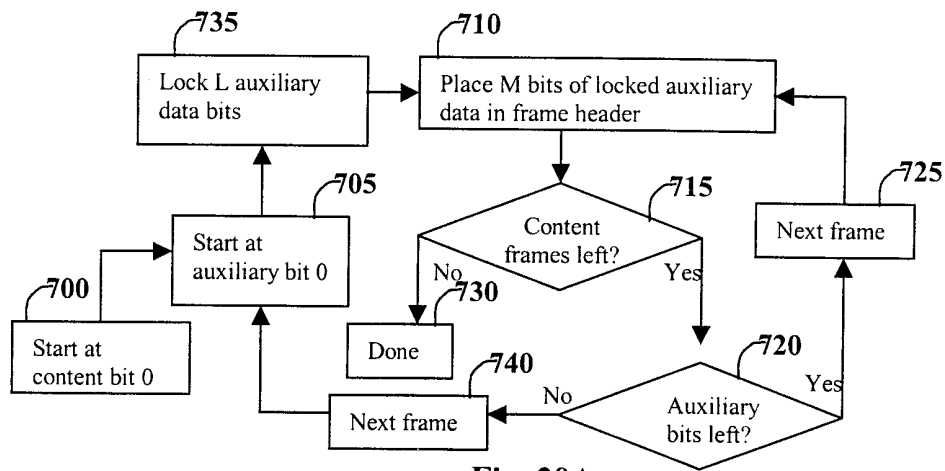 735
Lock L auxiliary
data bits
710
Place M bits of locked auxiliary
data in frame header
705
Start at
auxiliary bit 0
700
Start at
content bit 0
715
Content
frames left?
No
Yes
725
Next frame
730
Done
720
Auxiliary
bits left?
No
Yes
740
Next frame